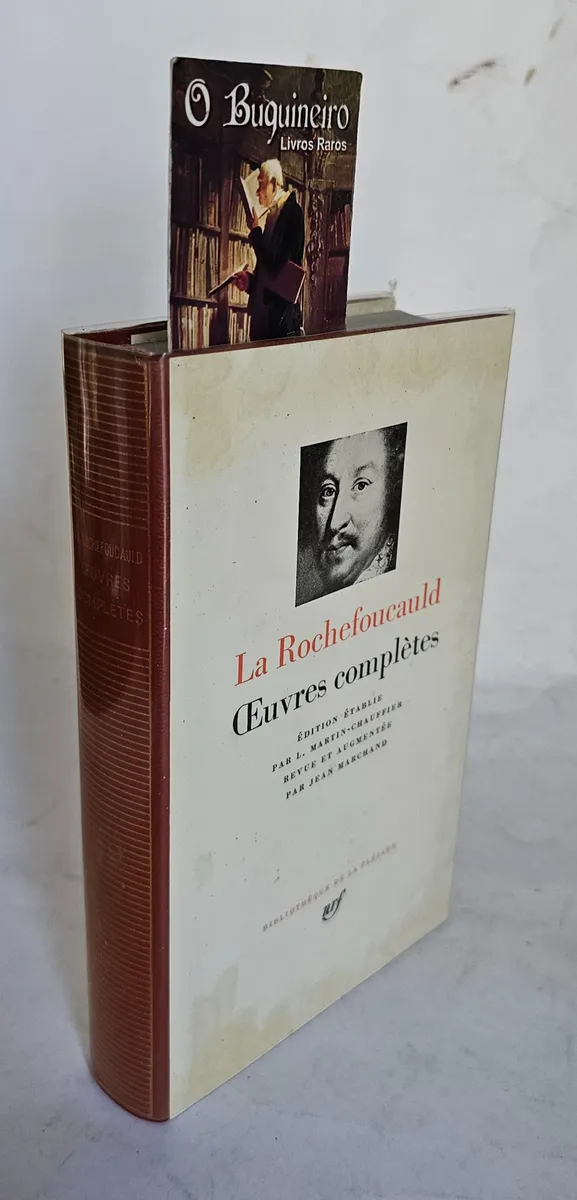 O Buquineiro
Livros Raros
LA ROCHEFOUCAULD
ŒUVRES
COMPLÈTES
La Rochefoucauld
Œuvres complètes
ÉDITION ÉTABLIE
PAR L. MARTIN-CHAUFFIER
REVUE ET AUGMENTÉE
PAR JEAN MARCHAND
BIBLIOTHÈQUE DE LA PLÉIADE
nrf